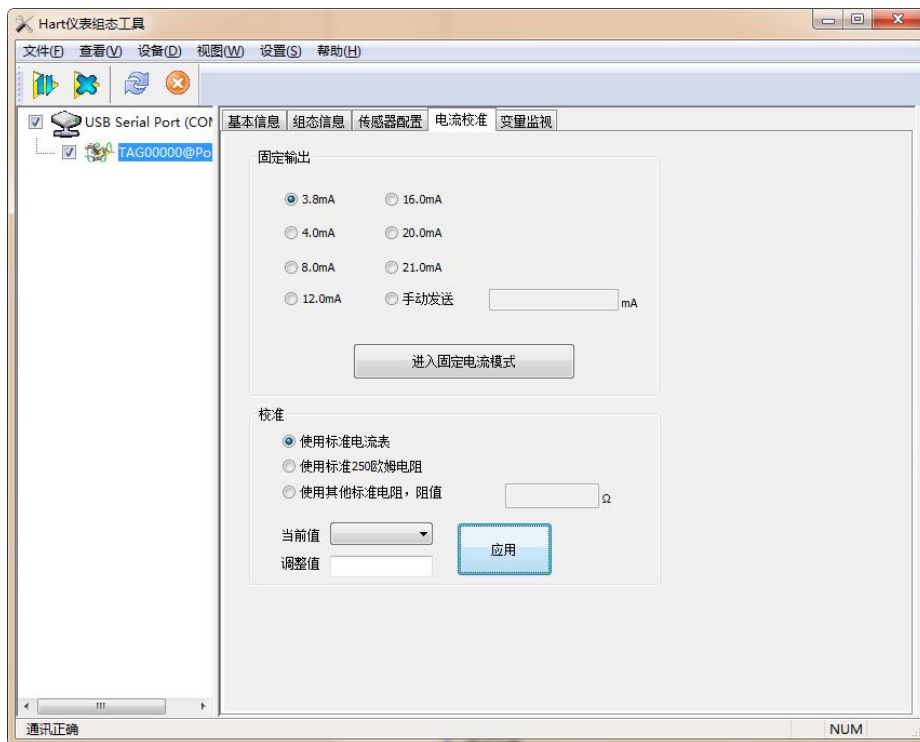 Hart仪表组态工具
文件(F) 查看(V) 设备(D) 视图(W) 设置(S) 帮助(H)
USB Serial Port (CO
TAG00000@Po
基本信息 组态信息 传感器配置 电流校准 变量监视
固定输出
3.8mA 16.0mA
4.0mA 20.0mA
8.0mA 21.0mA
12.0mA 手动发送 mA
进入固定电流模式
校准
使用标准电流表
使用标准250欧姆电阻
使用其他标准电阻，阻值 Ω
当前值
调整值
应用
通讯正确 NUM